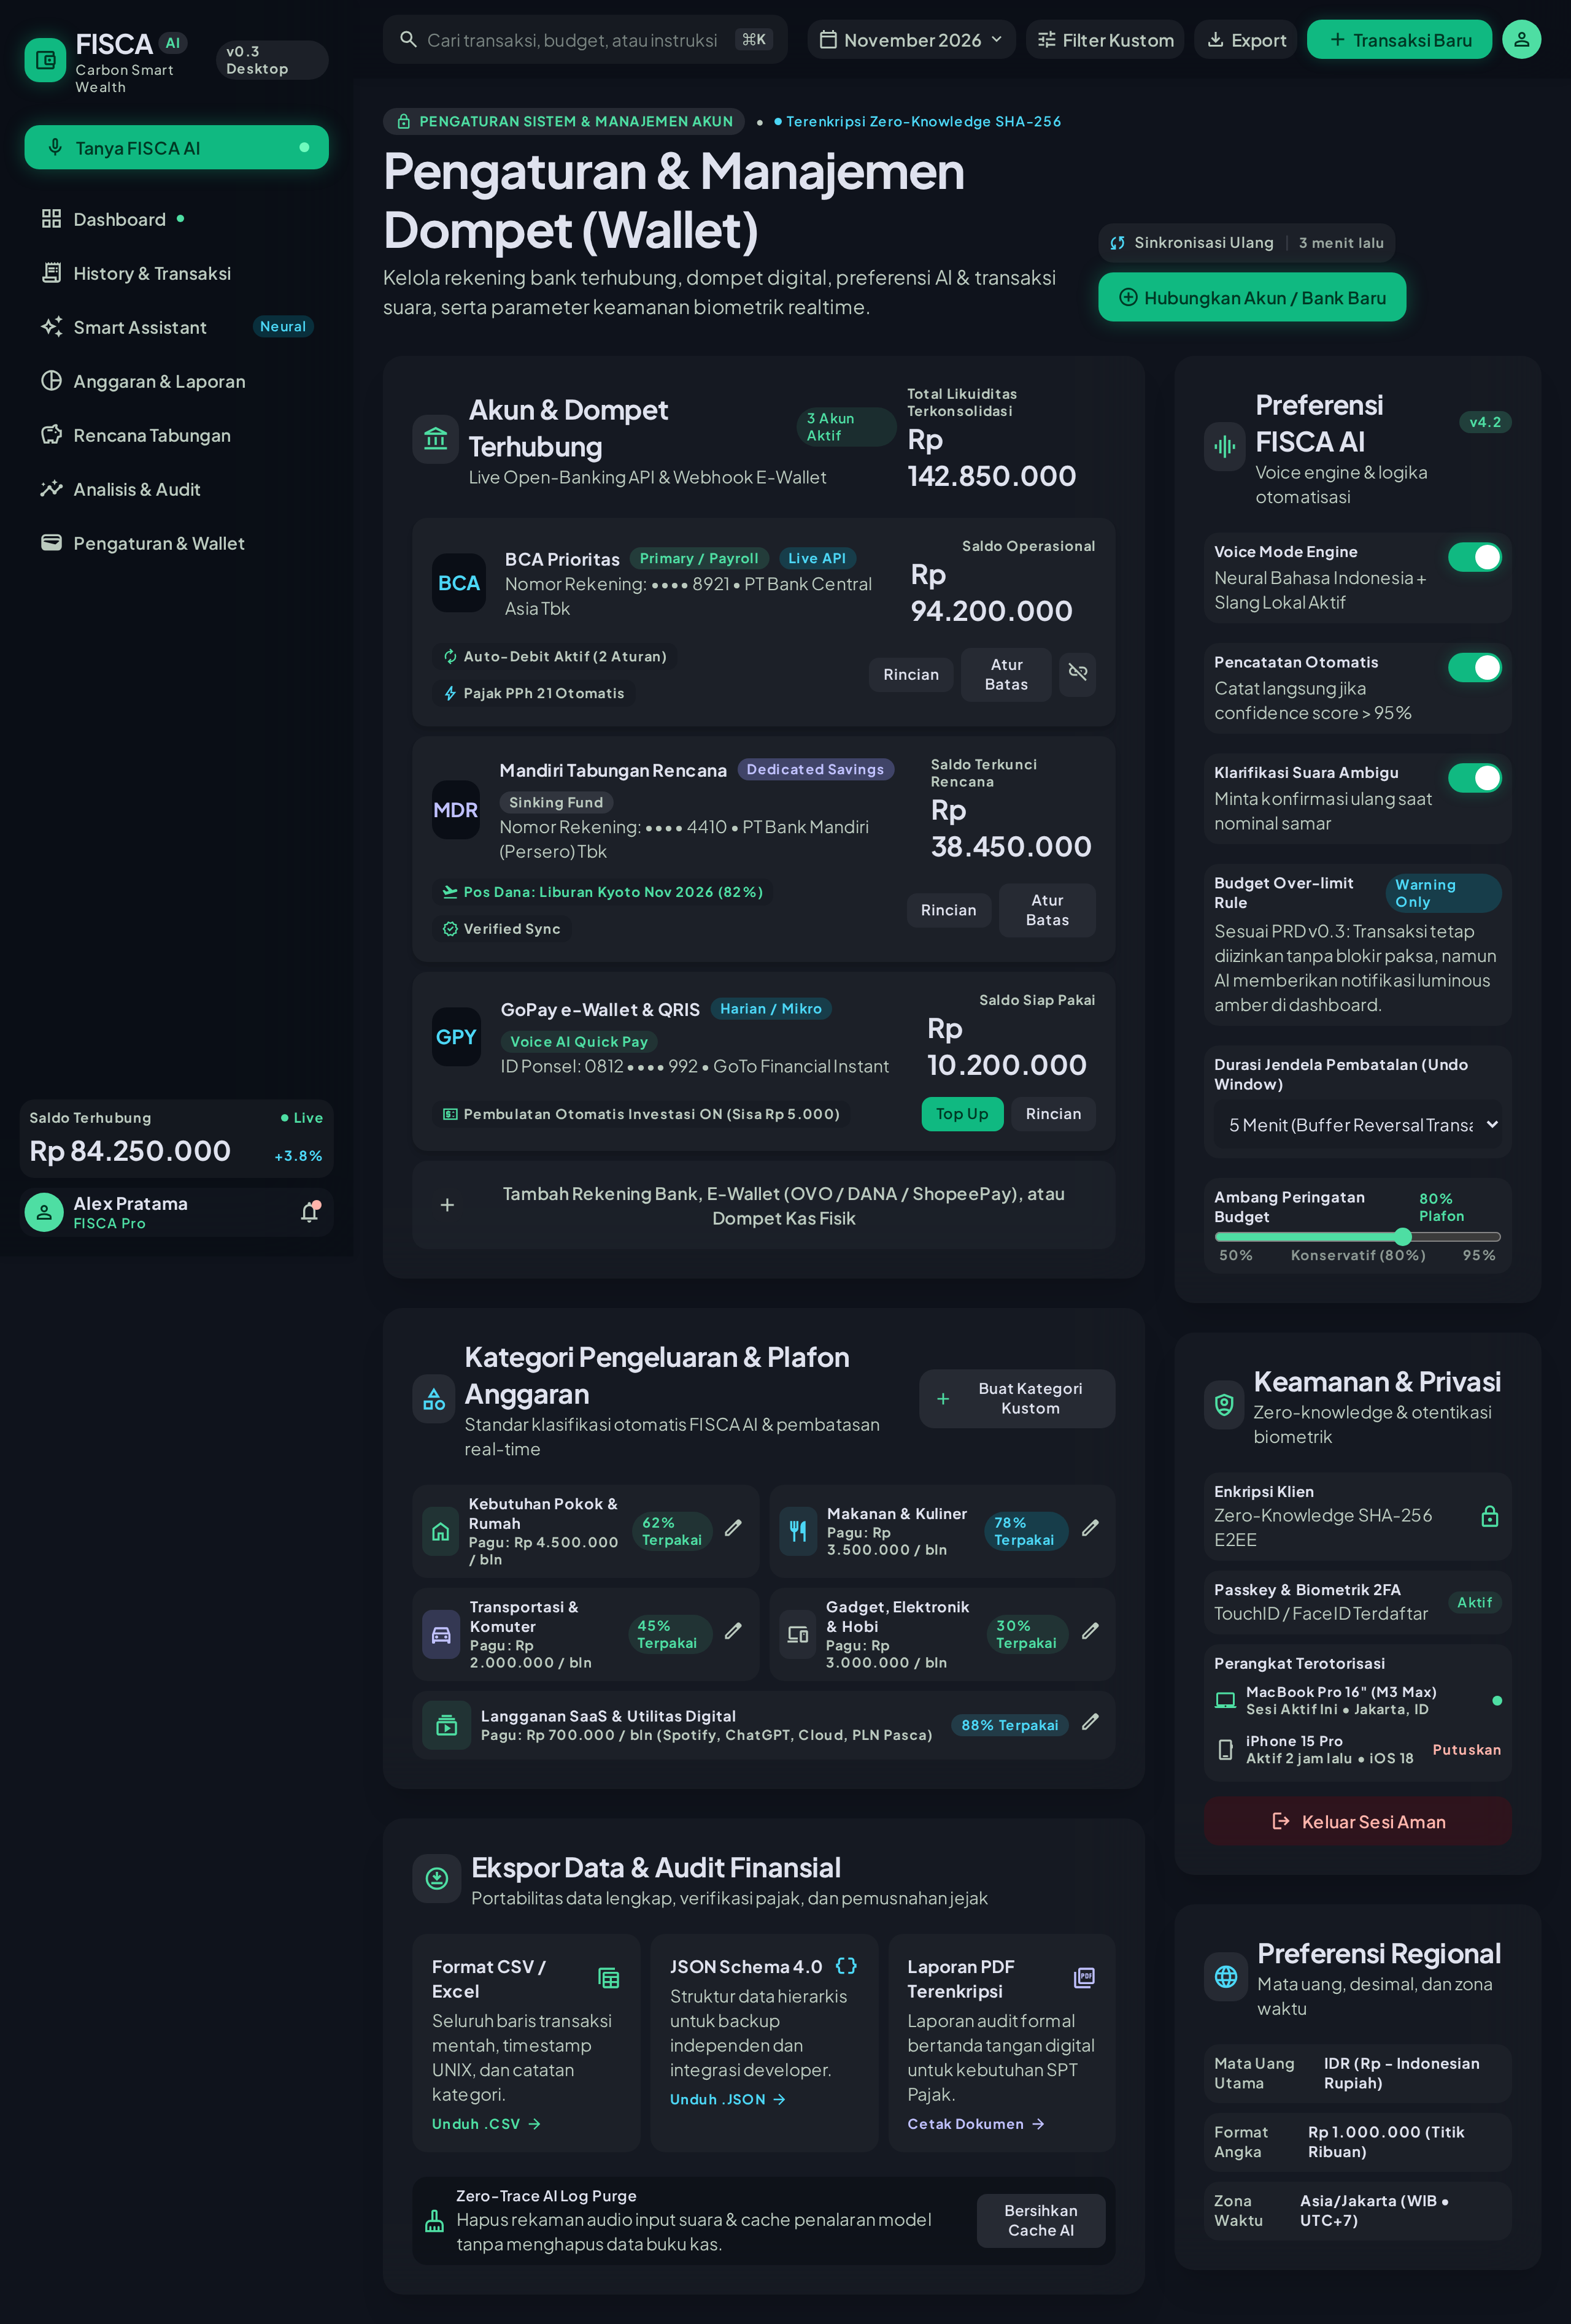 FISCA AI
Carbon Smart
Wealth
v0.3
Desktop
Tanya FISCA AI
Dashboard
History & Transaksi
Smart Assistant
Neural
Anggaran & Laporan
Rencana Tabungan
Analisis & Audit
Pengaturan & Wallet
Saldo Terhubung
Live
Rp 84.250.000
+3.8%
Alex Pratama
FISCA Pro
Cari transaksi, budget, atau instruksi
⌘K
November 2026
Filter Kustom
Export
Transaksi Baru
PENGATURAN SISTEM & MANAJEMEN AKUN • Terenkripsi Zero-Knowledge SHA-256
Pengaturan & Manajemen
Dompet (Wallet)
Kelola rekening bank terhubung, dompet digital, preferensi AI & transaksi
suara, serta parameter keamanan biometrik realtime.
Sinkronisasi Ulang | 3 menit lalu
Hubungkan Akun / Bank Baru
Akun & Dompet
Terhubung
3 Akun
Aktif
Live Open-Banking API & Webhook E-Wallet
Total Likuiditas
Terkonsolidasi
Rp
142.850.000
BCA
BCA Prioritas
Primary / Payroll
Live API
Nomor Rekening: •••• 8921 • PT Bank Central
Asia Tbk
Saldo Operasional
Rp
94.200.000
Auto-Debit Aktif (2 Aturan)
Pajak PPh 21 Otomatis
Rincian
Atur
Batas
MDR
Mandiri Tabungan Rencana
Dedicated Savings
Sinking Fund
Nomor Rekening: •••• 4410 • PT Bank Mandiri
(Persero) Tbk
Saldo Terkunci
Rencana
Rp
38.450.000
Pos Dana: Liburan Kyoto Nov 2026 (82%)
Verified Sync
Rincian
Atur
Batas
GPY
GoPay e-Wallet & QRIS
Harian / Mikro
Voice AI Quick Pay
ID Ponsel: 0812 •••• 992 • GoTo Financial Instant
Saldo Siap Pakai
Rp
10.200.000
Pembulatan Otomatis Investasi ON (Sisa Rp 5.000)
Top Up
Rincian
Tambah Rekening Bank, E-Wallet (OVO / DANA / ShopeePay), atau
Dompet Kas Fisik
Kategori Pengeluaran & Plafon
Anggaran
Standar klasifikasi otomatis FISCA AI & pembatasan
real-time
Buat Kategori
Kustom
Kebutuhan Pokok &
Rumah
Pagu: Rp 4.500.000
/ bln
62%
Terpakai
Makanan & Kuliner
Pagu: Rp
3.500.000 / bln
78%
Terpakai
Transportasi &
Komuter
Pagu: Rp
2.000.000 / bln
45%
Terpakai
Gadget, Elektronik
& Hobi
Pagu: Rp
3.000.000 / bln
30%
Terpakai
Langganan SaaS & Utilitas Digital
Pagu: Rp 700.000 / bln (Spotify, ChatGPT, Cloud, PLN Pasca)
88% Terpakai
Ekspor Data & Audit Finansial
Portabilitas data lengkap, verifikasi pajak, dan pemusnahan jejak
Format CSV /
Excel
Seluruh baris transaksi
mentah, timestamp
UNIX, dan catatan
kategori.
Unduh .CSV →
JSON Schema 4.0
Struktur data hierarkis
untuk backup
independen dan
integrasi developer.
Unduh .JSON →
Laporan PDF
Terenkripsi
PDF
Laporan audit formal
bertanda tangan digital
untuk kebutuhan SPT
Pajak.
Cetak Dokumen →
Zero-Trace AI Log Purge
Hapus rekaman audio input suara & cache penalaran model
tanpa menghapus data buku kas.
Bersihkan
Cache AI
Preferensi
FISCA AI
v4.2
Voice engine & logika
otomatisasi
Voice Mode Engine
Neural Bahasa Indonesia +
Slang Lokal Aktif
Pencatatan Otomatis
Catat langsung jika
confidence score > 95%
Klarifikasi Suara Ambigu
Minta konfirmasi ulang saat
nominal samar
Budget Over-limit
Rule
Warning
Only
Sesuai PRD v0.3: Transaksi tetap
diizinkan tanpa blokir paksa, namun
AI memberikan notifikasi luminous
amber di dashboard.
Durasi Jendela Pembatalan (Undo
Window)
5 Menit (Buffer Reversal Transa
Ambang Peringatan
Budget
80%
Plafon
50%
Konservatif (80%)
95%
Keamanan & Privasi
Zero-knowledge & otentikasi
biometrik
Enkripsi Klien
Zero-Knowledge SHA-256
E2EE
Passkey & Biometrik 2FA
TouchID / FaceID Terdaftar
Aktif
Perangkat Terotorisasi
MacBook Pro 16" (M3 Max)
Sesi Aktif Ini • Jakarta, ID
iPhone 15 Pro
Aktif 2 jam lalu • iOS 18
Putuskan
Keluar Sesi Aman
Preferensi Regional
Mata uang, desimal, dan zona
waktu
Mata Uang
Utama
IDR (Rp - Indonesian
Rupiah)
Format
Angka
Rp 1.000.000 (Titik
Ribuan)
Zona
Waktu
Asia/Jakarta (WIB •
UTC+7)